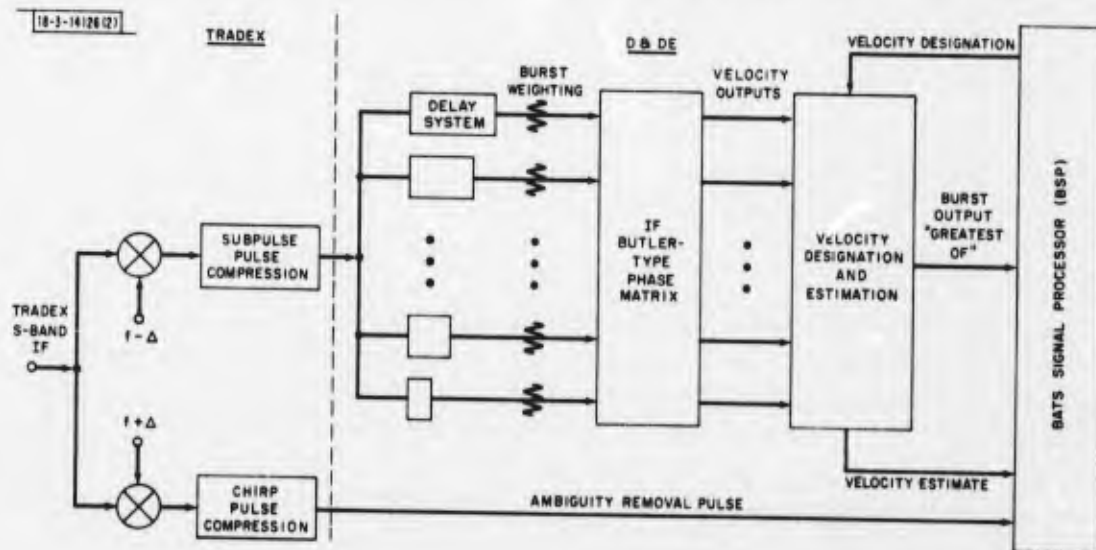 18-3-14126(2)
TRADEX
D & DE
VELOCITY DESIGNATION
BURST
WEIGHTING
VELOCITY
OUTPUTS
DELAY
SYSTEM
SUBPULSE
PULSE
COMPRESSION
IF
BUTLER-
TYPE
PHASE
MATRIX
VELOCITY
DESIGNATION
AND
ESTIMATION
BURST
OUTPUT
"GREATEST
OF"
BATS SIGNAL PROCESSOR (BSP)
TRADEX
S-BAND
IF
f-Δ
f+Δ
CHIRP
PULSE
COMPRESSION
AMBIGUITY REMOVAL PULSE
VELOCITY ESTIMATE